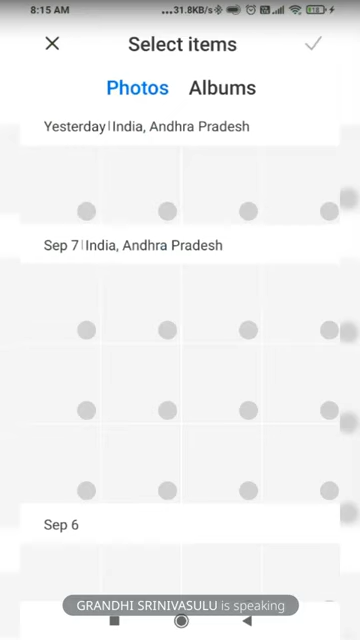 8:15 AM
...31.8KB/s
Select items
Photos Albums
Yesterday India, Andhra Pradesh
Sep 7 India, Andhra Pradesh
Sep 6
GRANDHI SRINIVASULU is speaking